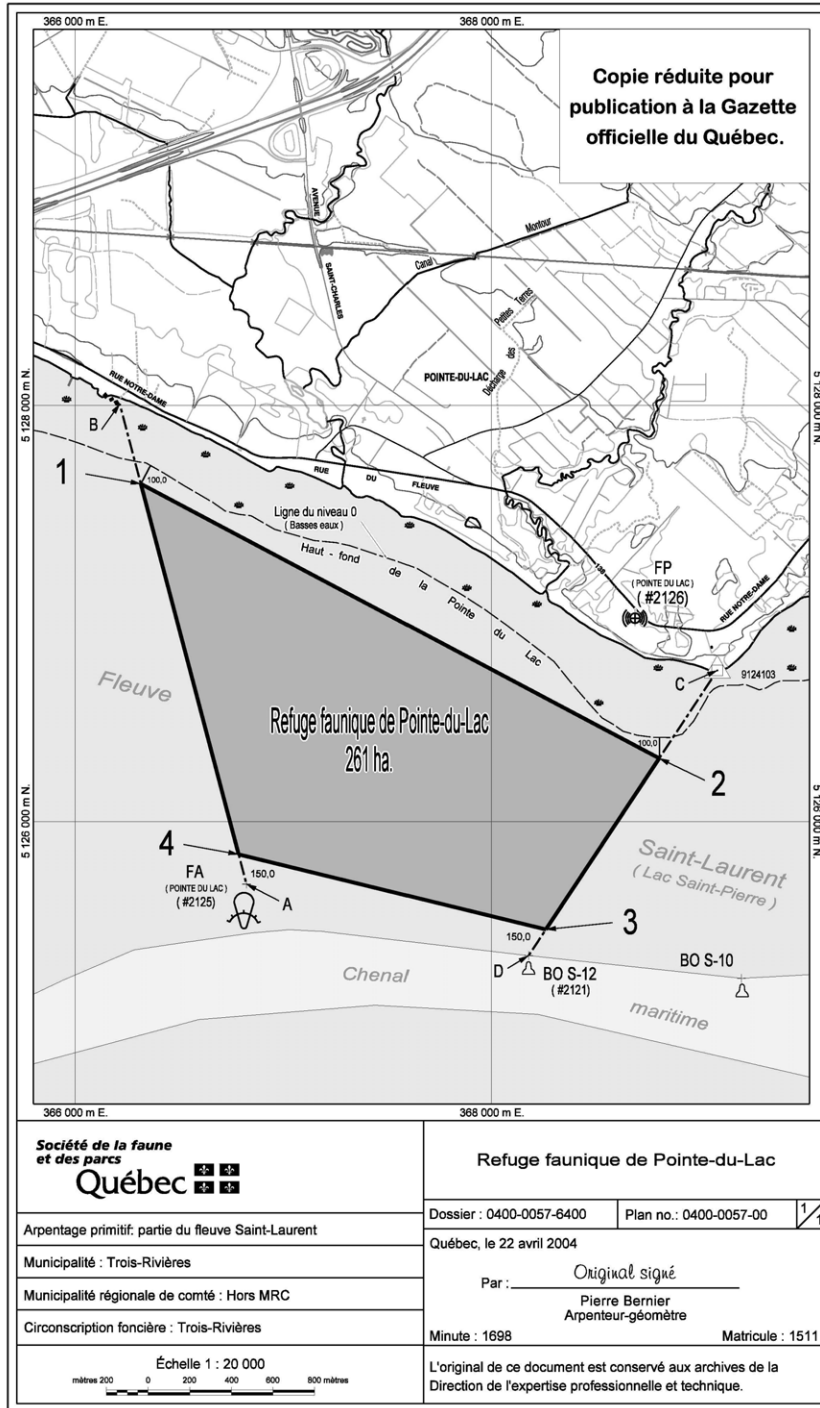 366 000 m E.
368 000 m E.
Copie réduite pour
publication à la Gazette
officielle du Québec.
AVENUE
SAINT-CHARLES
Canal
Montour
Décharge des
Petites Terres
POINTE-DU-LAC
5 128 000 m N.
5 128 000 m N.
RUE NOTRE-DAME
B
1
100,0
RUE DU FLEUVE
Ligne du niveau 0
( Basses eaux )
Haut - fond de la Pointe du Lac
138
FP
( POINTE DU LAC )
( #2126)
RUE NOTRE-DAME
C
9124103
Fleuve
Refuge faunique de Pointe-du-Lac
261 ha.
100,0
2
5 126 000 m N.
5 126 000 m N.
4
FA
(POINTE DU LAC)
( #2125)
150,0
A
Saint-Laurent
( Lac Saint-Pierre )
3
150,0
D
BO S-12
( #2121)
BO S-10
Chenal
maritime
366 000 m E.
368 000 m E.
Société de la faune
et des parcs
Québec
Refuge faunique de Pointe-du-Lac
Dossier : 0400-0057-6400
Plan no.: 0400-0057-00
1/1
Arpentage primitif: partie du fleuve Saint-Laurent
Municipalité : Trois-Rivières
Municipalité régionale de comté : Hors MRC
Circonscription foncière : Trois-Rivières
Québec, le 22 avril 2004
Par : Original signé
Pierre Bernier
Arpenteur-géomètre
Minute : 1698
Matricule : 1511
Échelle 1 : 20 000
mètres 200 0 200 400 600 800 mètres
L'original de ce document est conservé aux archives de la
Direction de l'expertise professionnelle et technique.